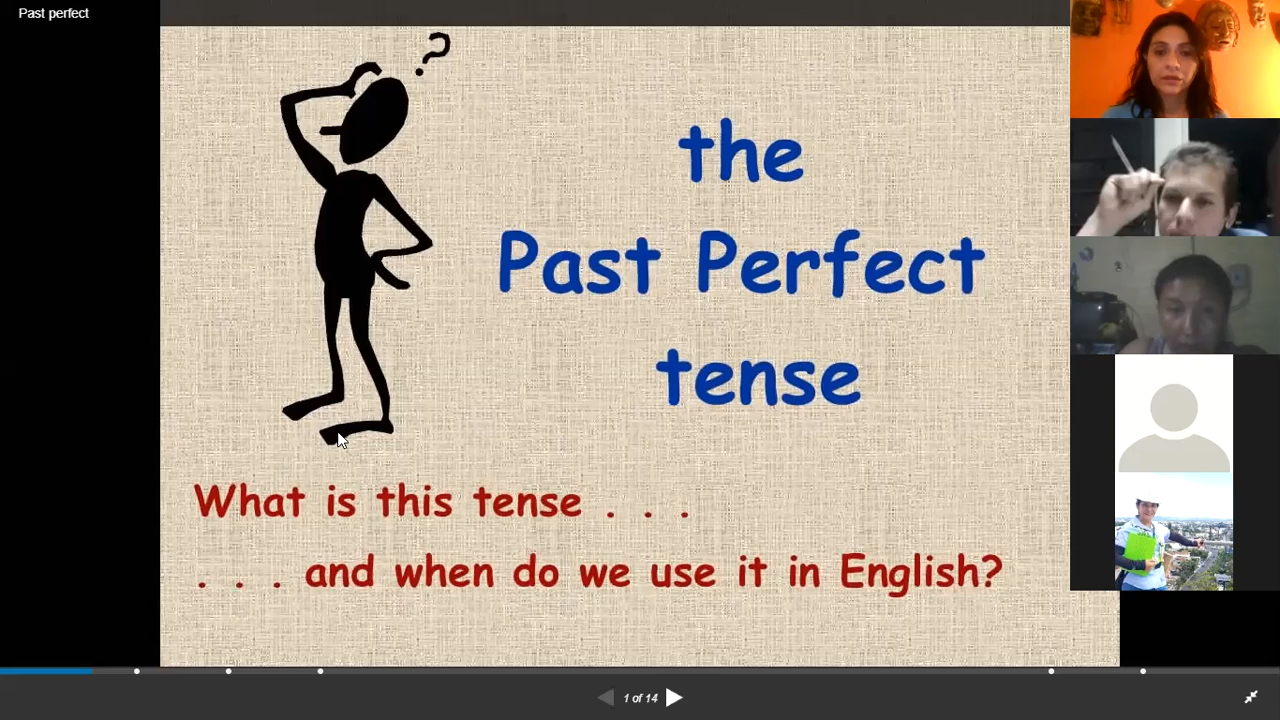 Past perfect
?
the
Past Perfect
tense
What is this tense . . .
. . . and when do we use it in English?
1 of 14